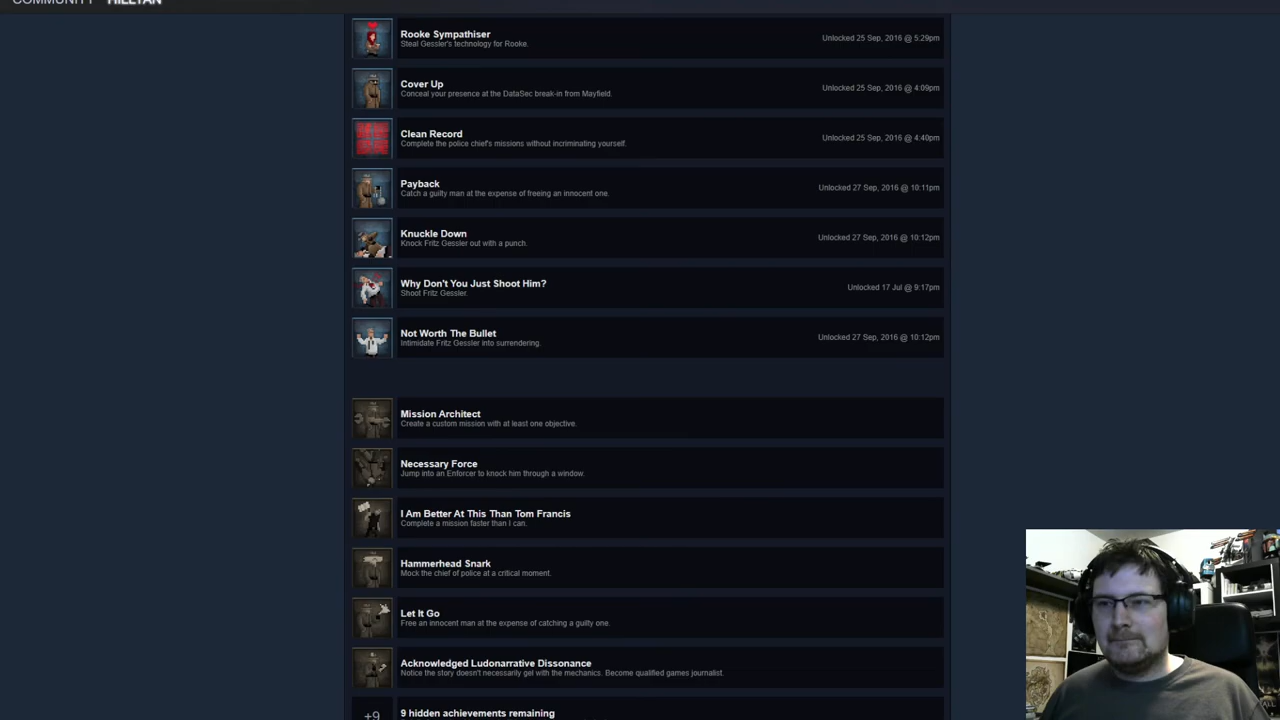 COMMUNITY HILLYAN
Rooke Sympathiser
Steal Gessler's technology for Rooke.
Unlocked 25 Sep, 2016 @ 5:29pm
Cover Up
Conceal your presence at the DataSec break-in from Mayfield.
Unlocked 25 Sep, 2016 @ 4:09pm
Clean Record
Complete the police chief's missions without incriminating yourself.
Unlocked 25 Sep, 2016 @ 4:40pm
Payback
Catch a guilty man at the expense of freeing an innocent one.
Unlocked 27 Sep, 2016 @ 10:11pm
Knuckle Down
Knock Fritz Gessler out with a punch.
Unlocked 27 Sep, 2016 @ 10:12pm
Why Don't You Just Shoot Him?
Shoot Fritz Gessler.
Unlocked 17 Jul @ 9:17pm
Not Worth The Bullet
Intimidate Fritz Gessler into surrendering.
Unlocked 27 Sep, 2016 @ 10:12pm
Mission Architect
Create a custom mission with at least one objective.
Necessary Force
Jump into an Enforcer to knock him through a window.
I Am Better At This Than Tom Francis
Complete a mission faster than I can.
Hammerhead Snark
Mock the chief of police at a critical moment.
Let It Go
Free an innocent man at the expense of catching a guilty one.
Acknowledged Ludonarrative Dissonance
Notice the story doesn't necessarily gel with the mechanics. Become qualified games journalist.
+9
9 hidden achievements remaining